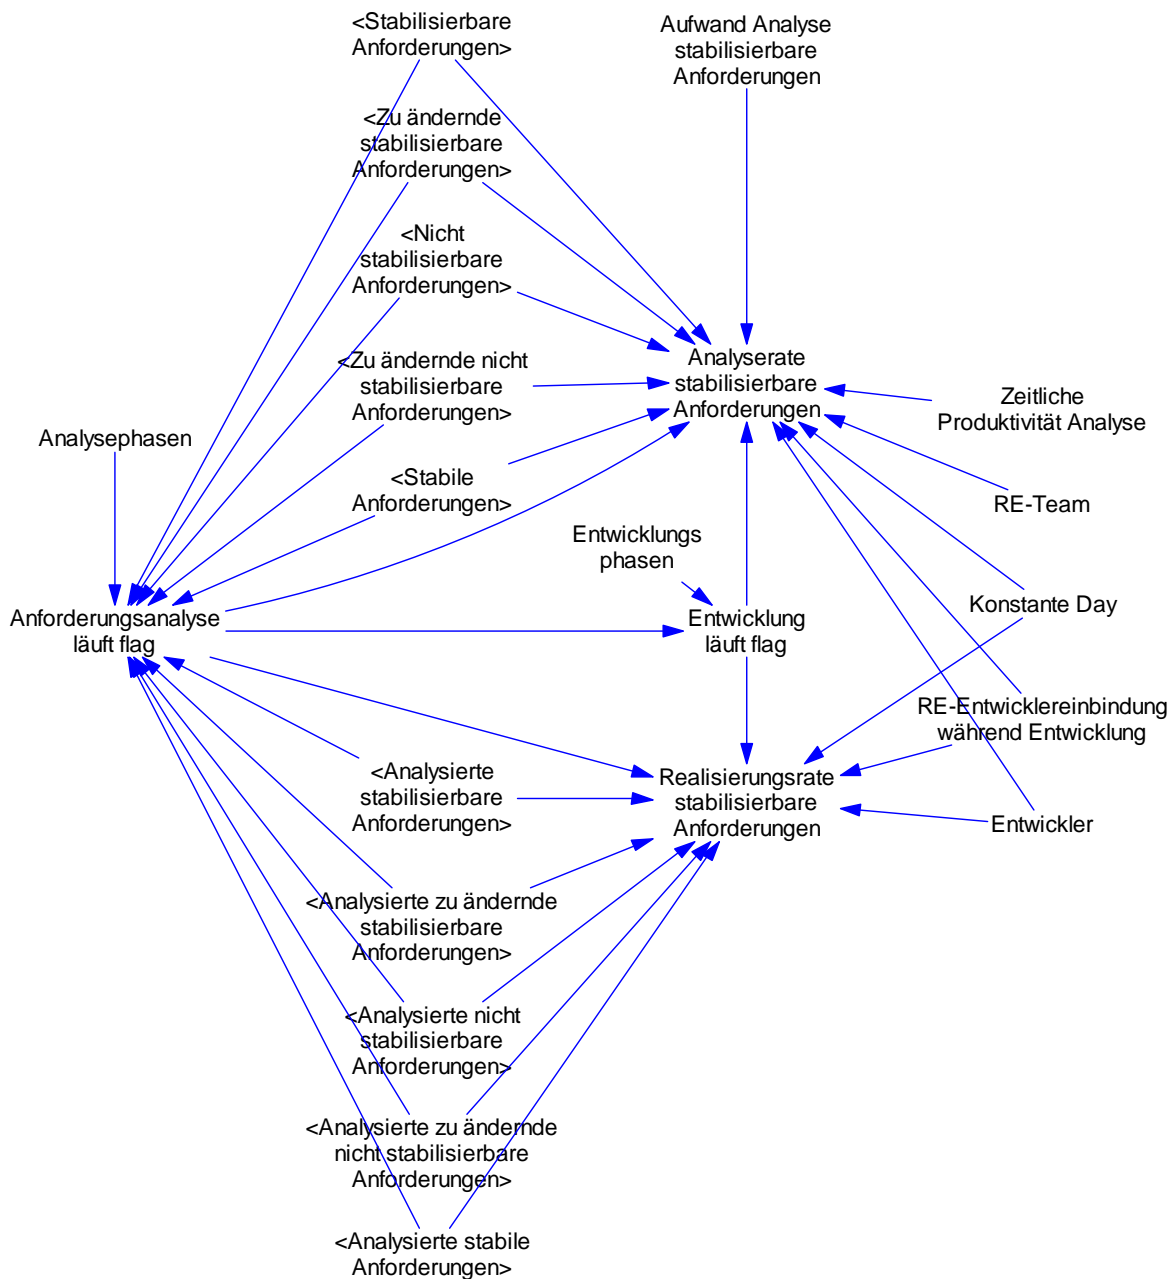 <Stabilisierbare
Anforderungen>
Aufwand Analyse
stabilisierbare
Anforderungen
<Zu ändernde
stabilisierbare
Anforderungen>
<Nicht
stabilisierbare
Anforderungen>
<Zu ändernde nicht
stabilisierbare
Anforderungen>
Analyserate
stabilisierbare
Anforderungen
Zeitliche
Produktivität Analyse
Analysephasen
<Stabile
Anforderungen>
RE-Team
Entwicklungs
phasen
Anforderungsanalyse
läuft flag
Entwicklung
läuft flag
Konstante Day
RE-Entwicklereinbindung
während Entwicklung
<Analysierte
stabilisierbare
Anforderungen>
Realisierungsrate
stabilisierbare
Anforderungen
Entwickler
<Analysierte zu ändernde
stabilisierbare
Anforderungen>
<Analysierte nicht
stabilisierbare
Anforderungen>
<Analysierte zu ändernde
nicht stabilisierbare
Anforderungen>
<Analysierte stabile
Anforderungen>